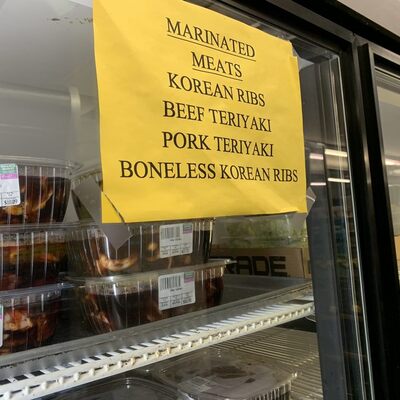 MARINATED
MEATS
KOREAN RIBS
BEEF TERIYAKI
PORK TERIYAKI
BONELESS KOREAN RIBS